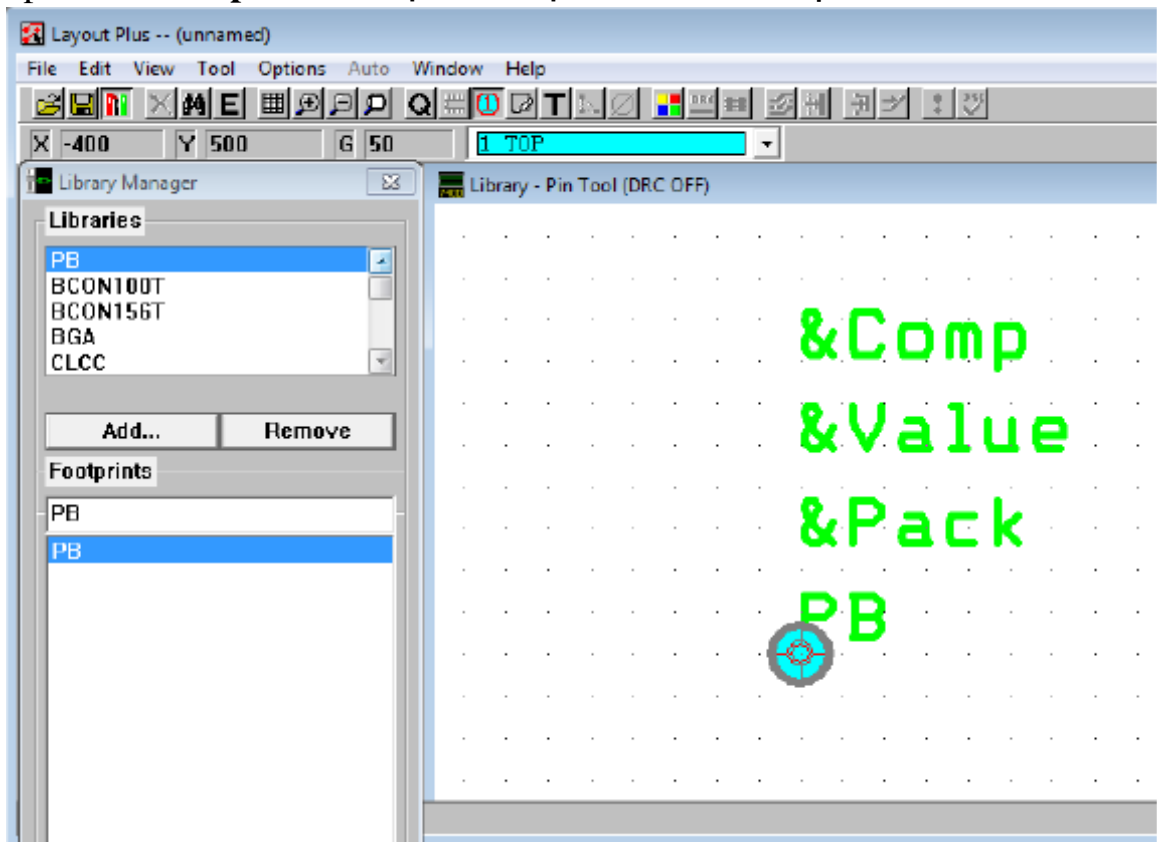 Layout Plus -- (unnamed)
File Edit View Tool Options Auto Window Help
X -400 Y 500 G 50 1 TOP
Library Manager
Libraries
PB
BCON100T
BCON156T
BGA
CLCC
Add... Remove
Footprints
PB
PB
Library - Pin Tool (DRC OFF)
&Comp
&Value
&Pack
PB